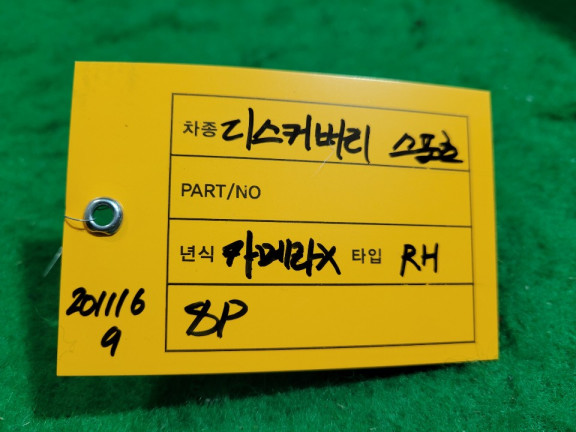 차종 디스커버리 스포츠
PART/NO
년식 카메라X 타입 RH
8P
201116
9